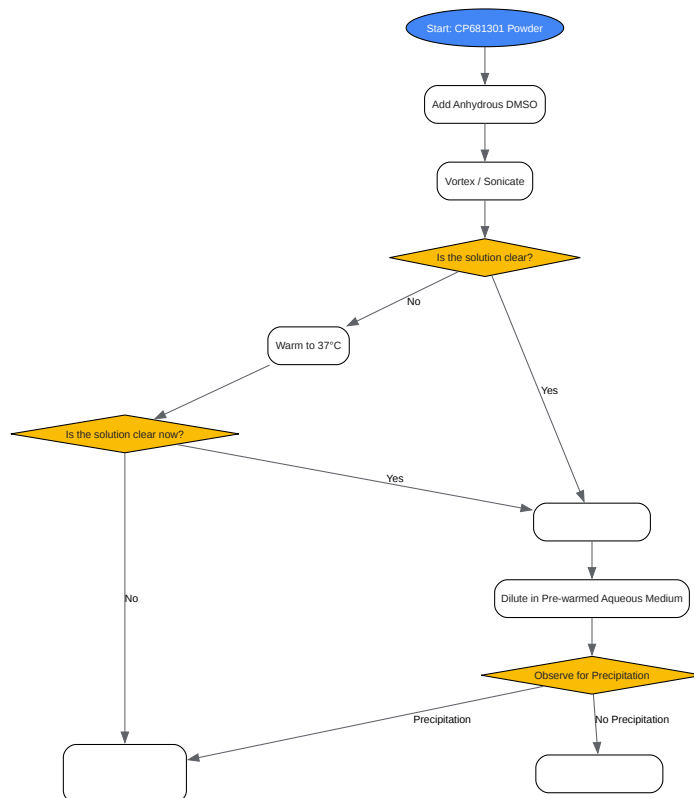 Start: CP681301 Powder
Add Anhydrous DMSO
Vortex / Sonicate
Is the solution clear?
No
Warm to 37°C
Yes
Is the solution clear now?
Yes
No
Dilute in Pre-warmed Aqueous Medium
Observe for Precipitation
Precipitation
No Precipitation